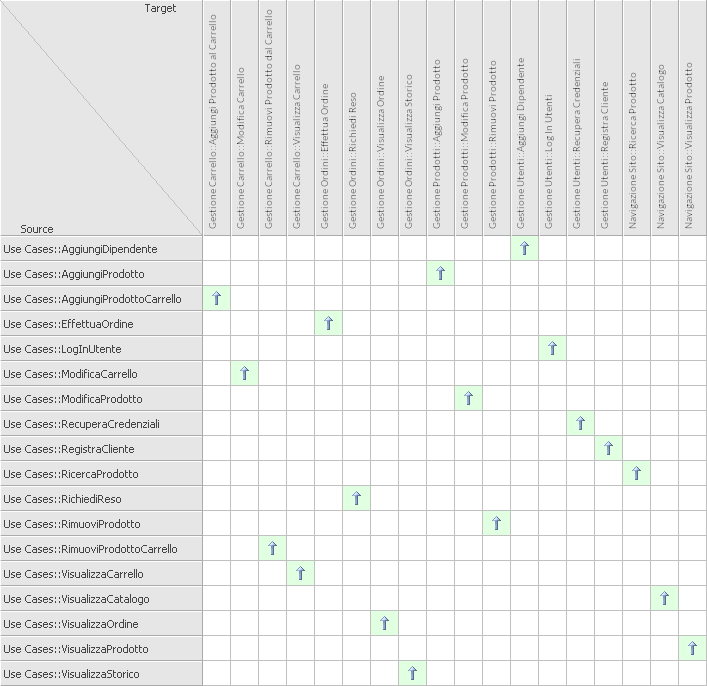 Target
Source
Gestione Carrello::Aggiungi Prodotto al Carrello
Gestione Carrello::Modifica Carrello
Gestione Carrello::Rimuovi Prodotto dal Carrello
Gestione Carrello::Visualizza Carrello
Gestione Ordini::Effettua Ordine
Gestione Ordini::Richiedi Reso
Gestione Ordini::Visualizza Ordine
Gestione Ordini::Visualizza Storico
Gestione Prodotti::Aggiungi Prodotto
Gestione Prodotti::Modifica Prodotto
Gestione Prodotti::Rimuovi Prodotto
Gestione Utenti::Aggiungi Dipendente
Gestione Utenti::Log In Utenti
Gestione Utenti::Recupera Credenziali
Gestione Utenti::Registra Cliente
Navigazione Sito::Ricerca Prodotto
Navigazione Sito::Visualizza Catalogo
Navigazione Sito::Visualizza Prodotto
Use Cases::AggiungiDipendente
Use Cases::AggiungiProdotto
Use Cases::AggiungiProdottoCarrello
Use Cases::EffettuaOrdine
Use Cases::LogInUtente
Use Cases::ModificaCarrello
Use Cases::ModificaProdotto
Use Cases::RecuperaCredenziali
Use Cases::RegistraCliente
Use Cases::RicercaProdotto
Use Cases::RichiediReso
Use Cases::RimuoviProdotto
Use Cases::RimuoviProdottoCarrello
Use Cases::VisualizzaCarrello
Use Cases::VisualizzaCatalogo
Use Cases::VisualizzaOrdine
Use Cases::VisualizzaProdotto
Use Cases::VisualizzaStorico